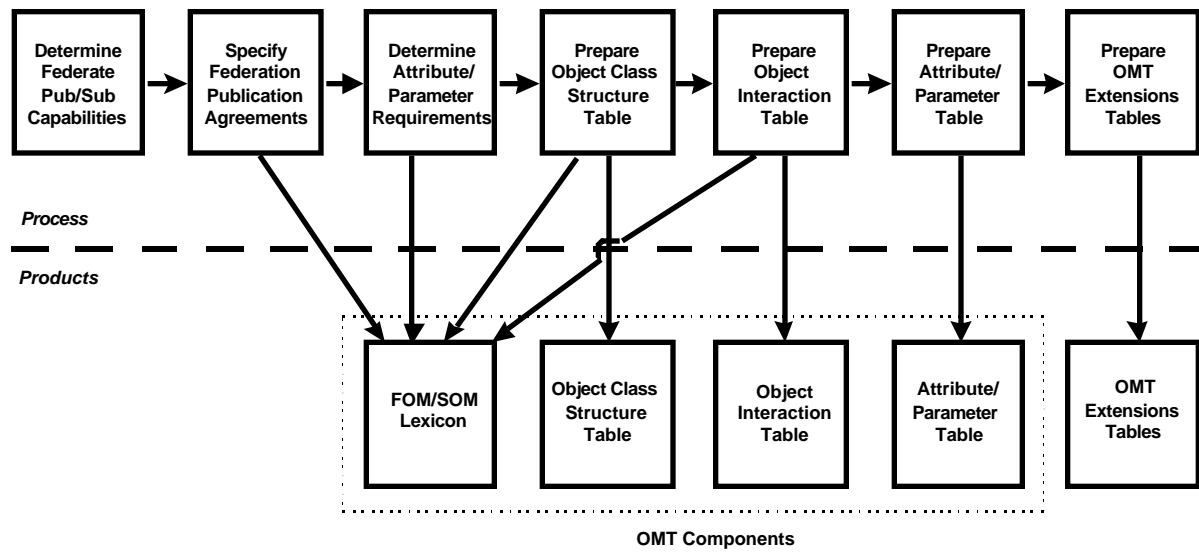 Determine
Federate
Pub/Sub
Capabilities
Specify
Federation
Publication
Agreements
Determine
Attribute/
Parameter
Requirements
Prepare
Object Class
Structure
Table
Prepare
Object
Interaction
Table
Prepare
Attribute/
Parameter
Table
Prepare
OMT
Extensions
Tables
Process
Products
FOM/SOM
Lexicon
Object Class
Structure
Table
Object
Interaction
Table
Attribute/
Parameter
Table
OMT
Extensions
Tables
OMT Components